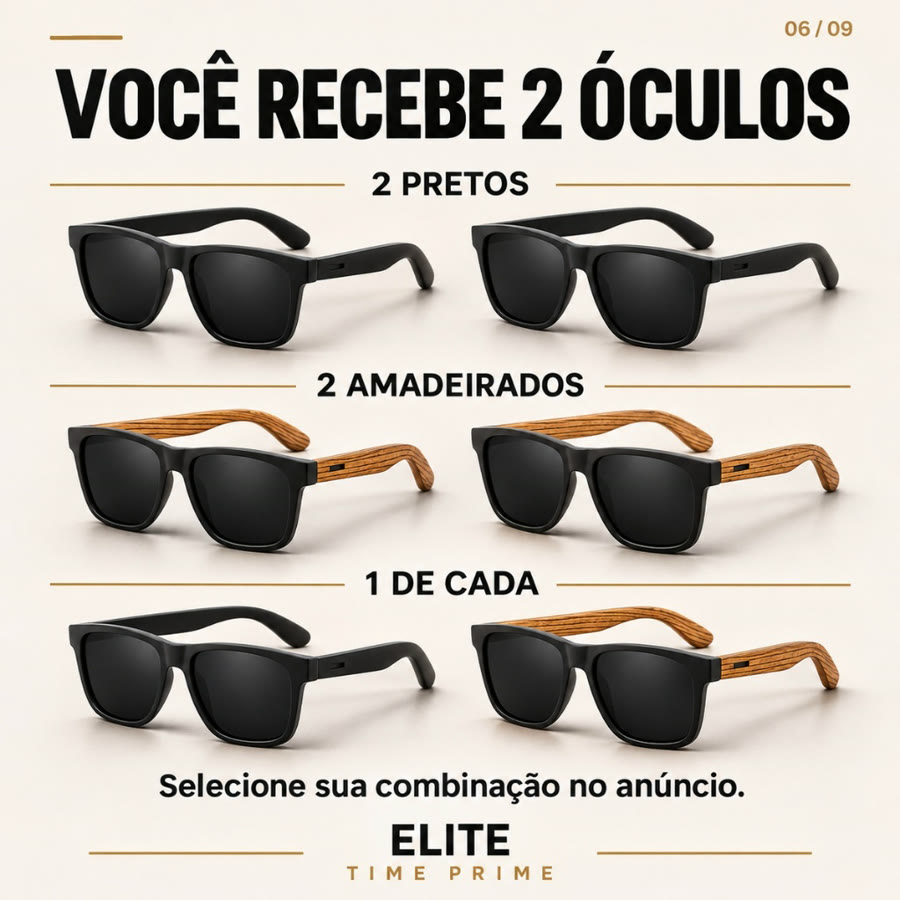 06 / 09
VOCÊ RECEBE 2 ÓCULOS
2 PRETOS
2 AMADEIRADOS
1 DE CADA
Selecione sua combinação no anúncio.
ELITE
TIME PRIME